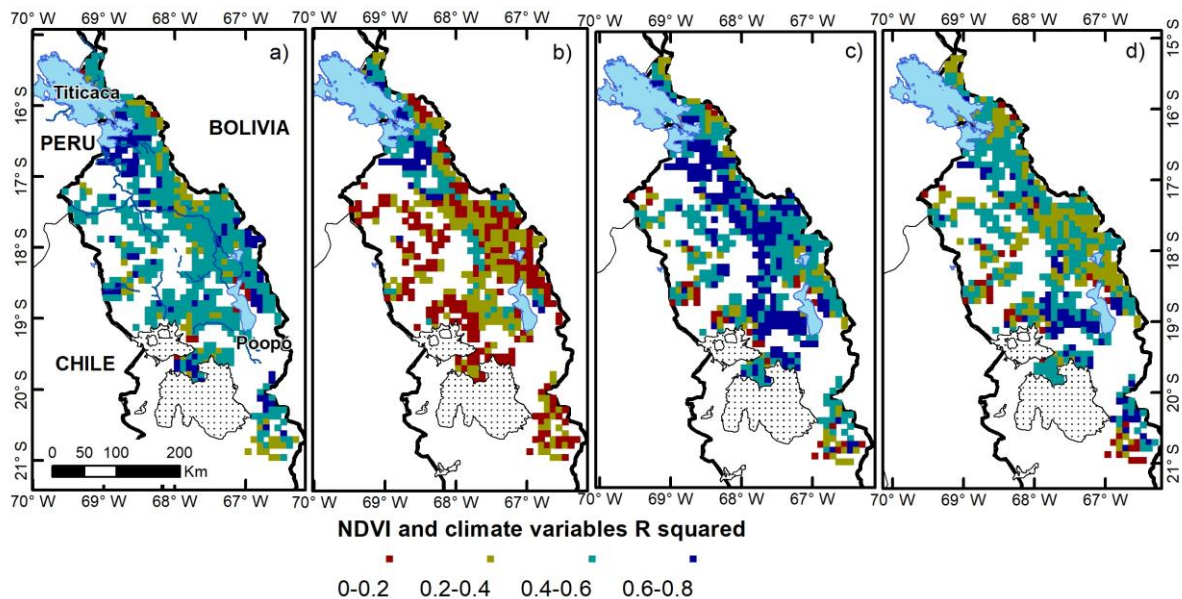 70° W 69° W 68° W 67° W 70° W 69° W 68° W 67° W 70° W 69° W 68° W 67° W 70° W 69° W 68° W 67° W
a) b) c) d)
15° S
Titicaca
16° S 16° S
BOLIVIA
PERU
17° S 17° S
18° S 18° S
19° S 19° S
Poopo
CHILE
20° S 20° S
0 50 100 200
Km
21° S 21° S
70° W 69° W 68° W 67° W 70° W 69° W 68° W 67° W 70° W 69° W 68° W 67° W 70° W 69° W 68° W 67° W
NDVI and climate variables R squared
0-0.2 0.2-0.4 0.4-0.6 0.6-0.8